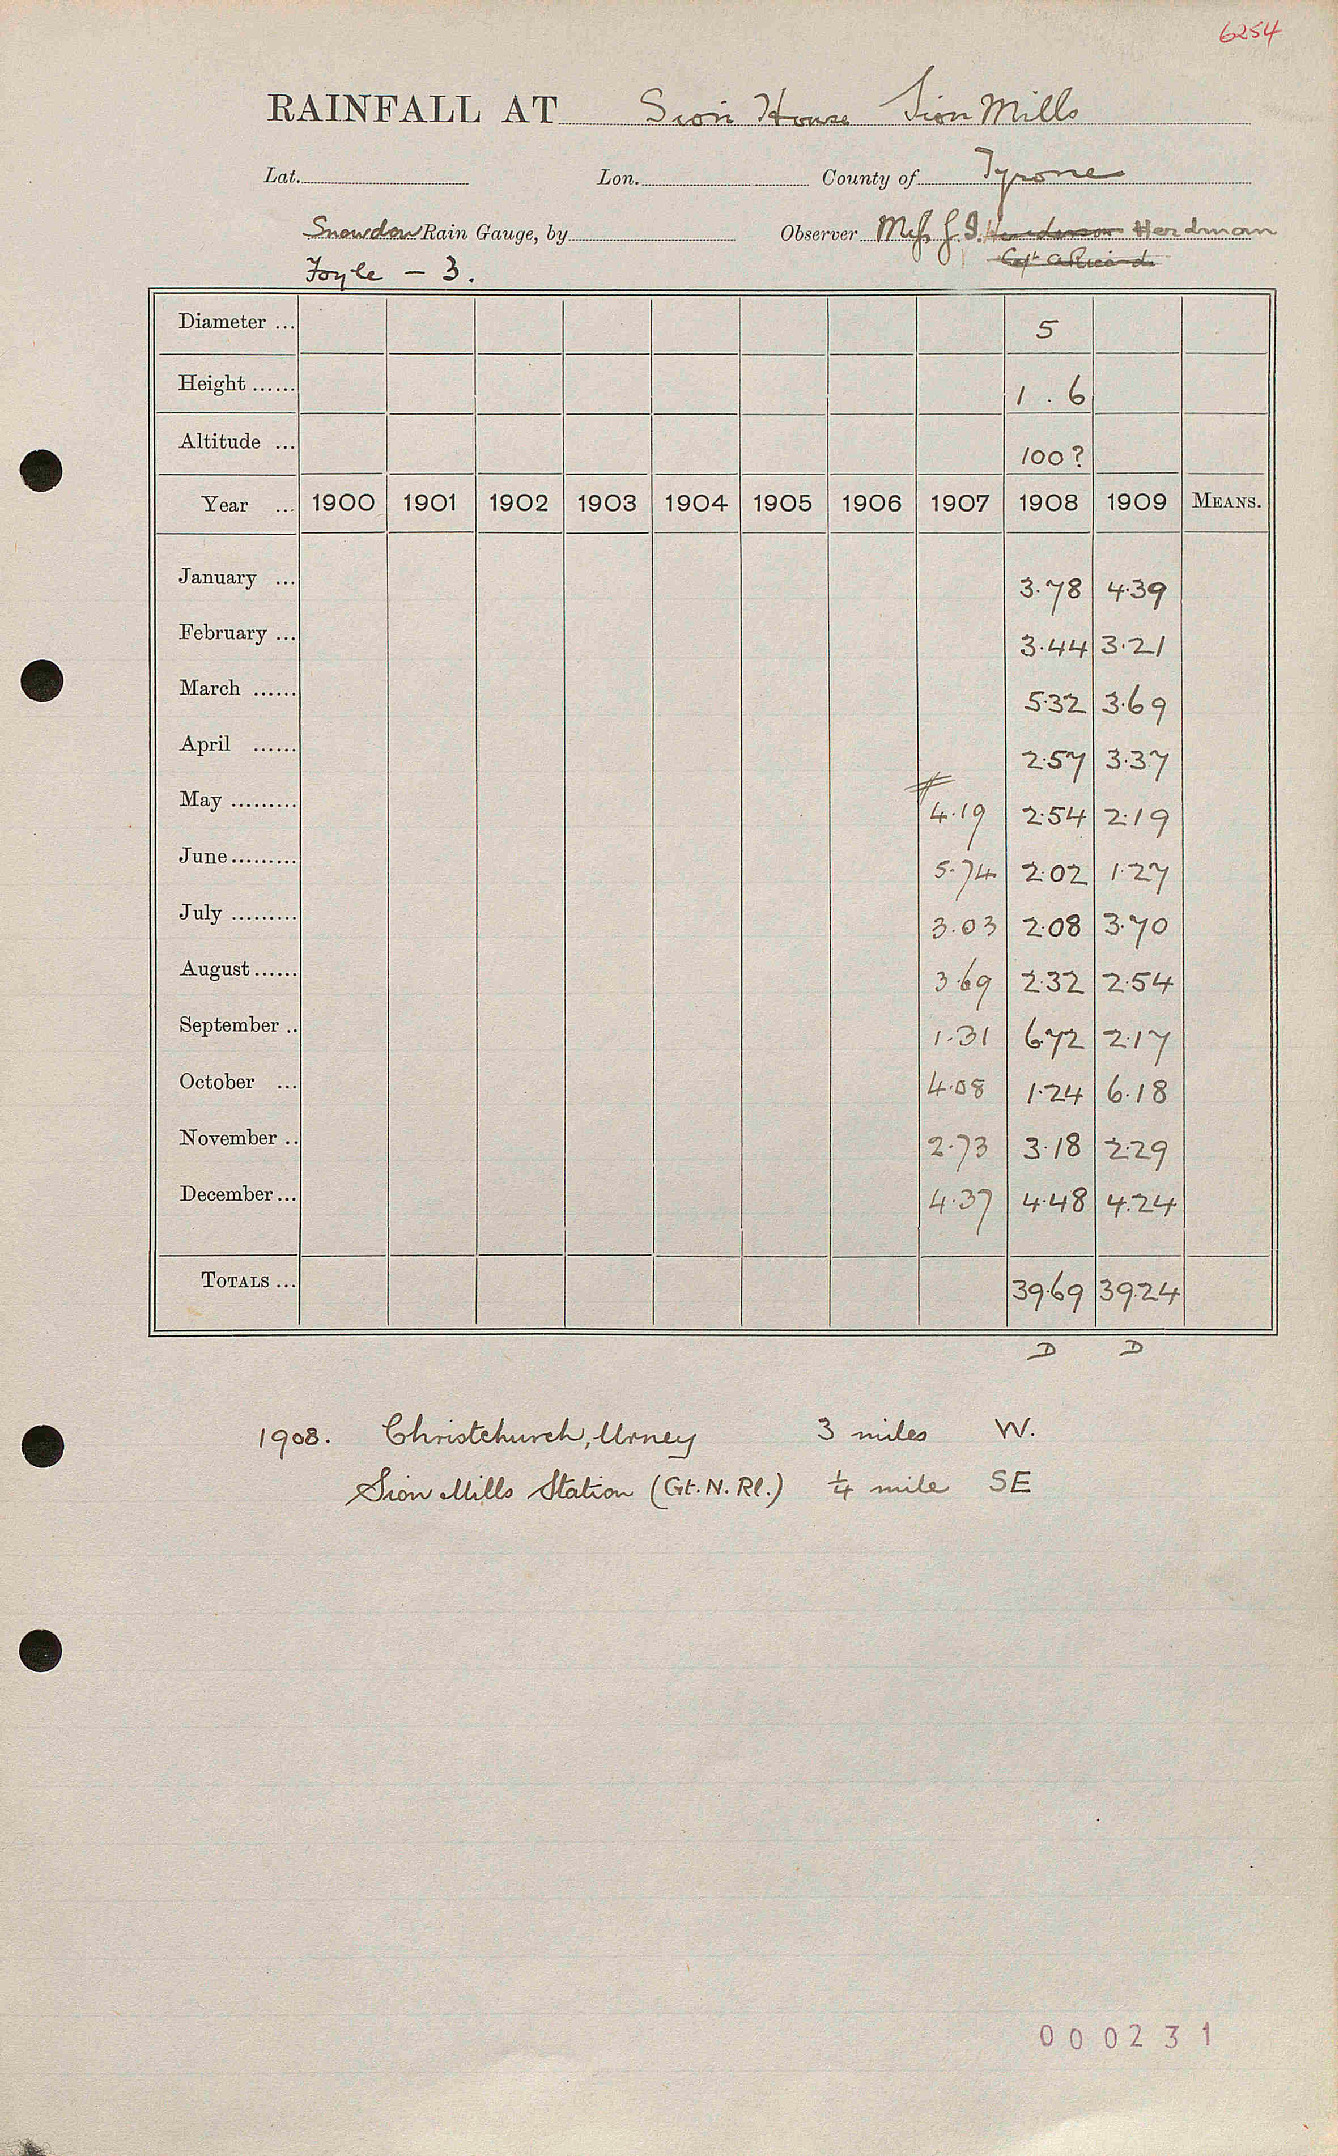 6254
RAINFALL AT Sion House Sion Mills
Lat. Lon. County of Tyrone
Snowdon Rain Gauge, by Observer Herdman
Foyle - 3.
Diameter ... 5
Height ...... 1 . 6
Altitude ... 100?
Year ... 1900 1901 1902 1903 1904 1905 1906 1907 1908 1909 MEANS.
January ... 3.78 4.39
February ... 3.44 3.21
March ...... 5.32 3.69
April ...... 2.57 3.37
May ......... 4.19 2.54 2.19
June ......... 5.74 2.02 1.27
July ......... 3.03 2.08 3.70
August ...... 3.69 2.32 2.54
September .. 1.31 6.72 2.17
October ... 4.08 1.24 6.18
November .. 2.73 3.18 2.29
December ... 4.37 4.48 4.24
TOTALS ... 39.69 39.24
D D
1908. Christchurch, Urney 3 miles W.
Sion Mills Station (Gt. N. Rl.) ¼ mile SE
000231